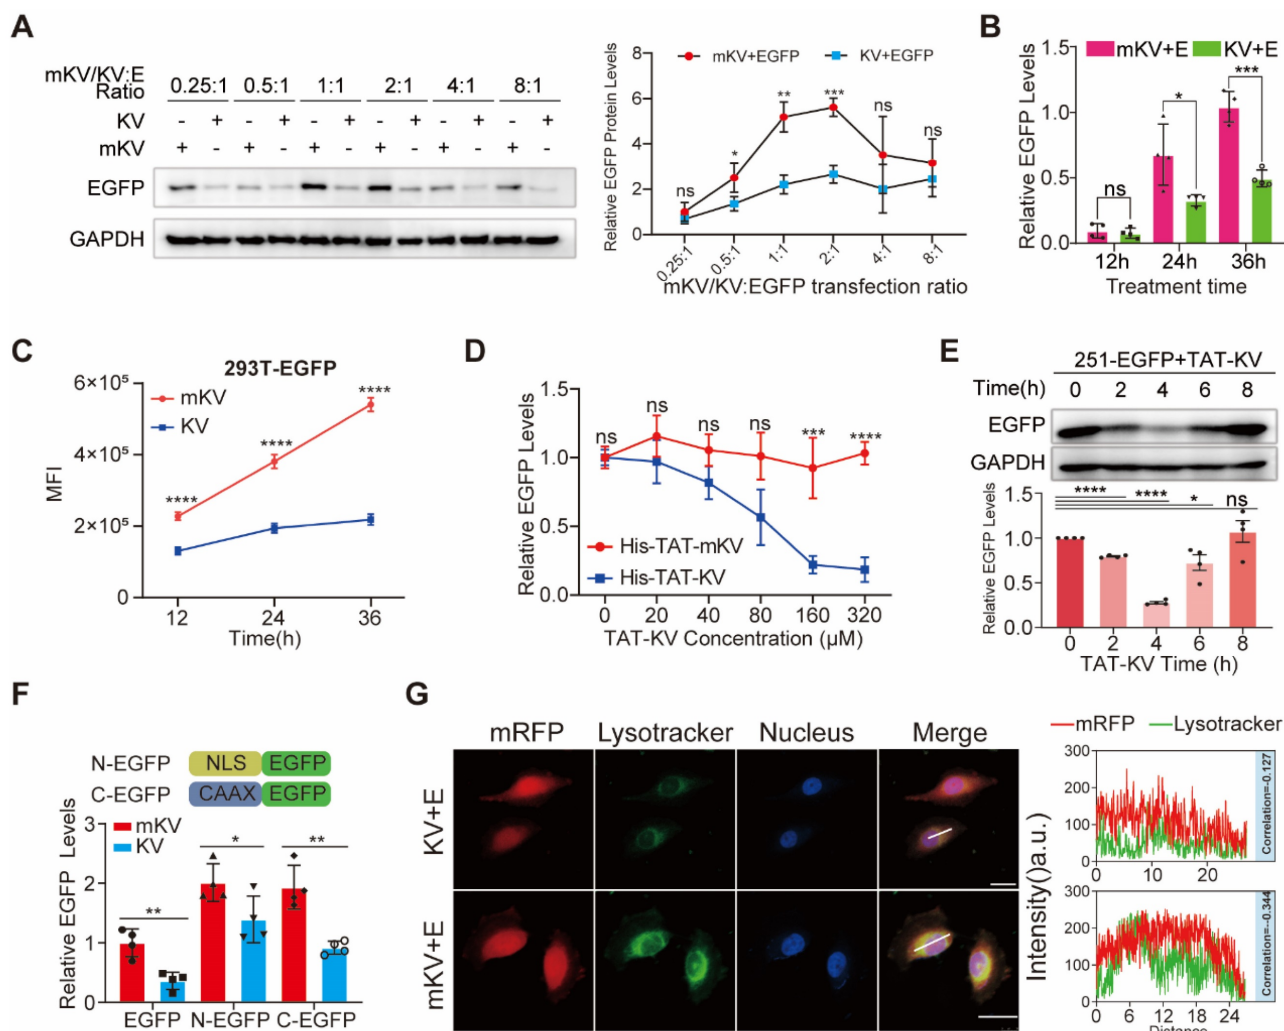 A
mKV/KV:E
Ratio
0.25:1 0.5:1 1:1 2:1 4:1 8:1
KV - + - + - + - + - + - +
mKV + - + - + - + - + - + -
EGFP
GAPDH
Relative EGFP Protein Levels
8
6
4
2
0
mKV+EGFP KV+EGFP
ns * ** *** ns ns
0.25:1 0.5:1 1:1 2:1 4:1 8:1
mKV/KV:EGFP transfection ratio
B
Relative EGFP Levels
1.5
1.0
0.5
0.0
mKV+E KV+E
ns * ***
12h 24h 36h
Treatment time
C
293T-EGFP
MFI
6×10⁵
4×10⁵
2×10⁵
0
mKV
KV
**** **** ****
12 24 36
Time(h)
D
Relative EGFP Levels
1.5
1.0
0.5
0.0
ns ns ns ns *** ****
His-TAT-mKV
His-TAT-KV
0 20 40 80 160 320
TAT-KV Concentration (μM)
E
251-EGFP+TAT-KV
Time(h) 0 2 4 6 8
EGFP
GAPDH
Relative EGFP Levels
1.5
1.0
0.5
0.0
**** **** * ns
0 2 4 6 8
TAT-KV Time (h)
F
N-EGFP NLS EGFP
C-EGFP CAAX EGFP
Relative EGFP Levels
3
2
1
0
mKV
KV
** * **
EGFP N-EGFP C-EGFP
G
mRFP Lysotracker Nucleus Merge
KV+E
mKV+E
mRFP Lysotracker
Intensity()a.u.)
300
200
100
0
0 10 20
Correlation=-0.127
300
200
100
0
0 6 12 18 24
Correlation=-0.344
Distance